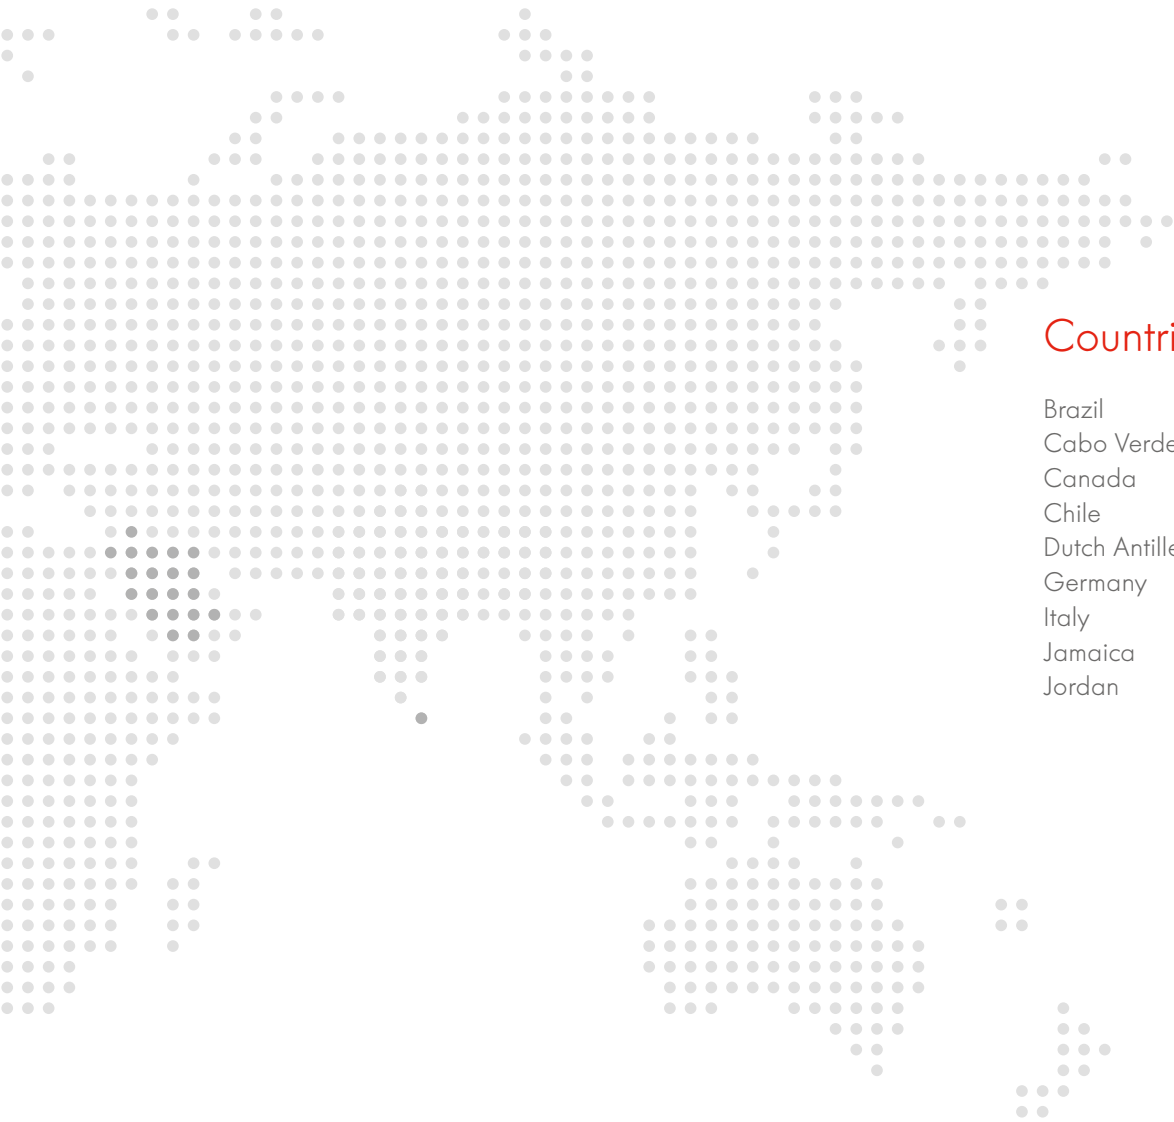 Countri
Brazil
Cabo Verde
Canada
Chile
Dutch Antille
Germany
Italy
Jamaica
Jordan